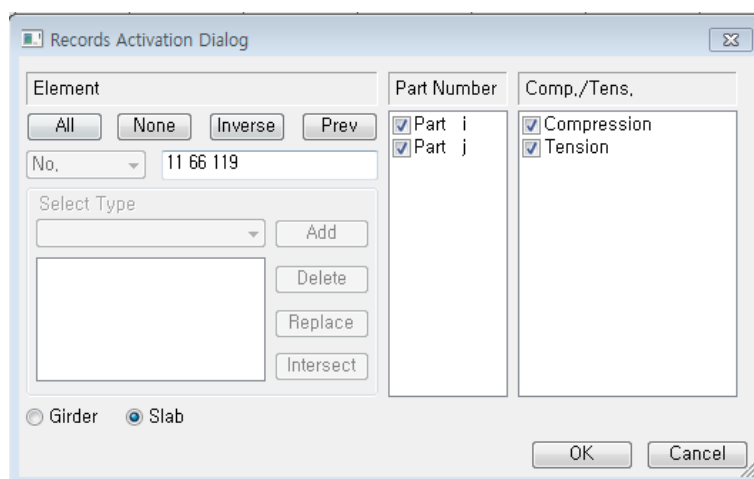 Records Activation Dialog
Element
Part Number
Comp./Tens.
All
None
Inverse
Prev
No.
11 66 119
Part i
Part j
Compression
Tension
Select Type
Add
Delete
Replace
Intersect
Girder
Slab
OK
Cancel